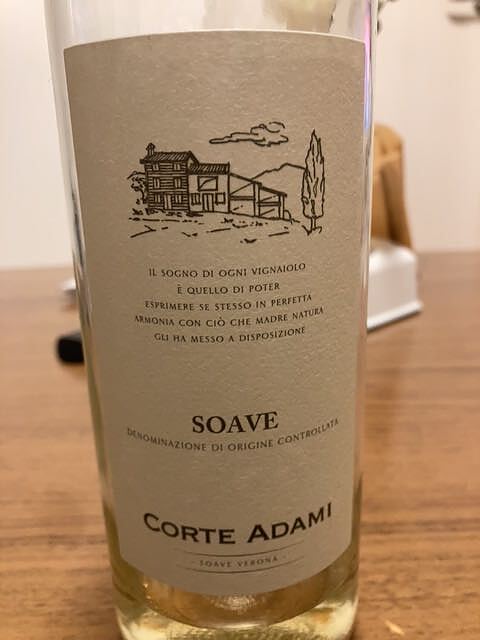 IL SOGNO DI OGNI VIGNAIOLO
È QUELLO DI POTER
ESPRIMERE SE STESSO IN PERFETTA
ARMONIA CON CIÒ CHE MADRE NATURA
GLI HA MESSO A DISPOSIZIONE
SOAVE
DENOMINAZIONE DI ORIGINE CONTROLLATA
CORTE ADAMI
- SOAVE VERONA -